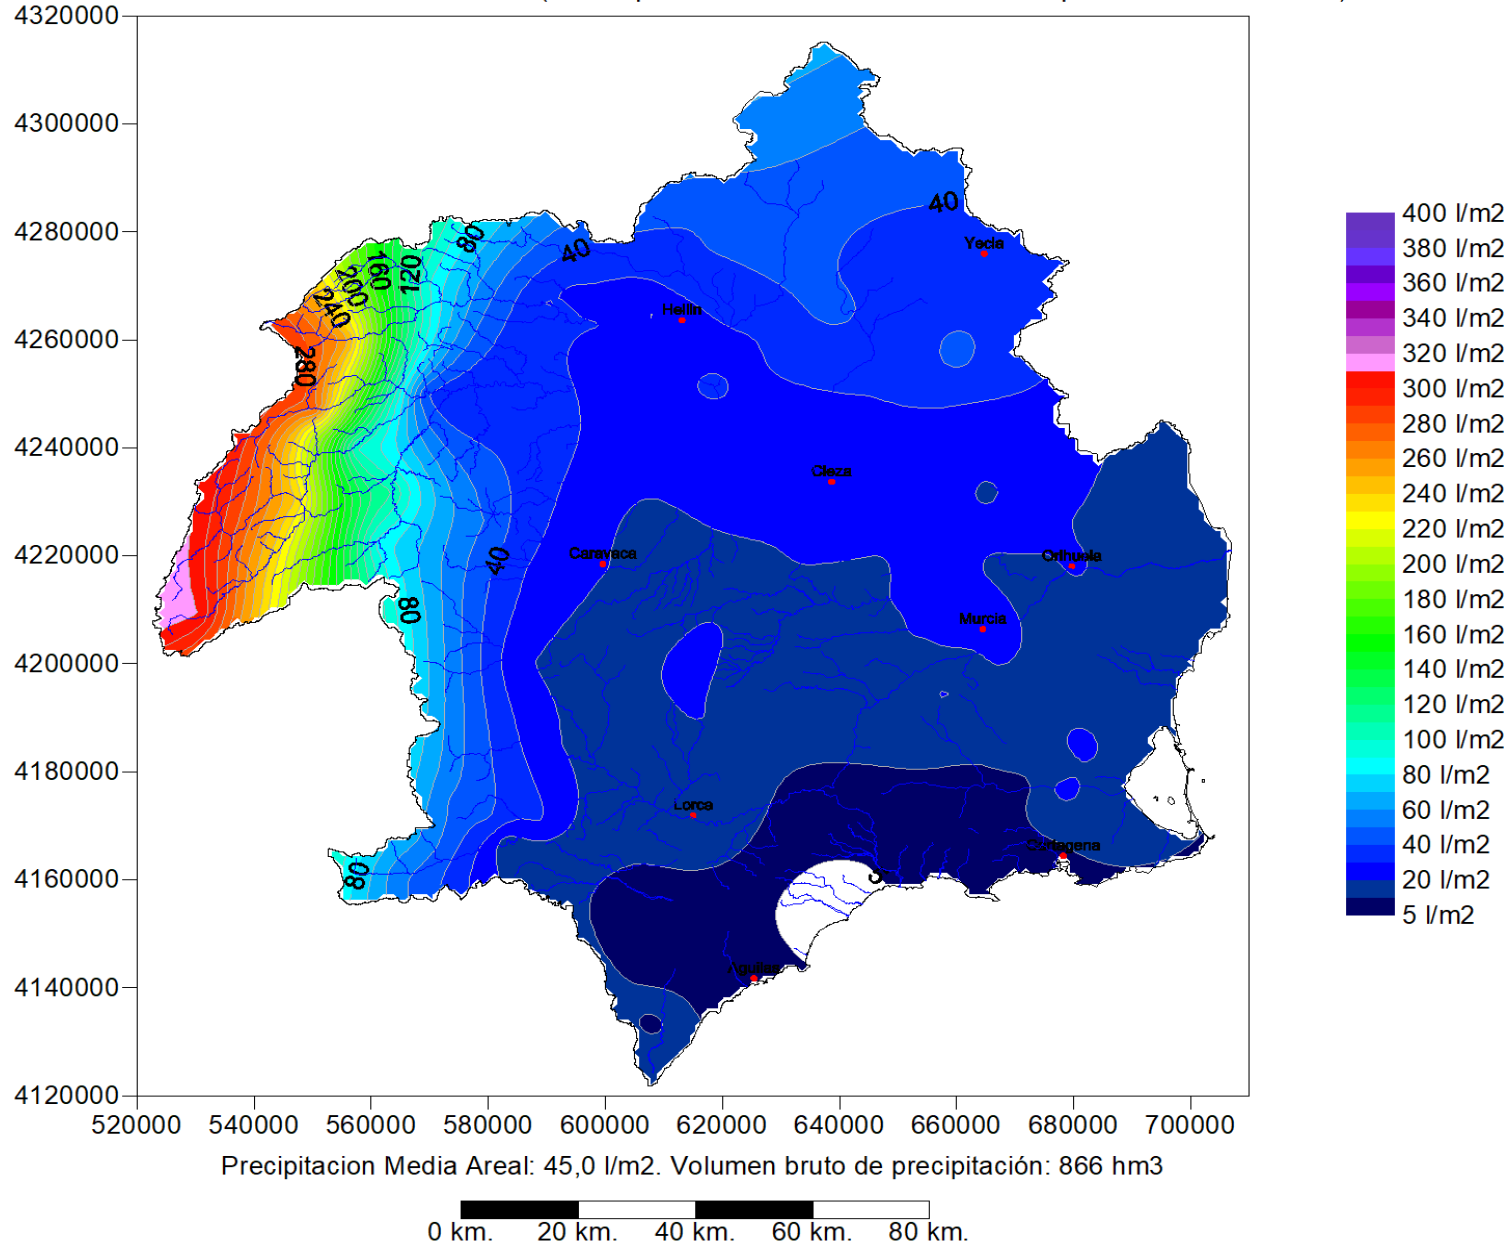 4320000
4300000
4280000
4260000
4240000
4220000
4200000
4180000
4160000
4140000
4120000
520000 540000 560000 580000 600000 620000 640000 660000 680000 700000
40
Yecla
80
40
160
120
200
240
Hellin
280
Cieza
40
Caravaca
Orihuela
80
Murcia
Lorca
Cartagena
80
Aguilas
400 l/m2
380 l/m2
360 l/m2
340 l/m2
320 l/m2
300 l/m2
280 l/m2
260 l/m2
240 l/m2
220 l/m2
200 l/m2
180 l/m2
160 l/m2
140 l/m2
120 l/m2
100 l/m2
80 l/m2
60 l/m2
40 l/m2
20 l/m2
5 l/m2
Precipitacion Media Areal: 45,0 l/m2. Volumen bruto de precipitación: 866 hm3
0 km. 20 km. 40 km. 60 km. 80 km.